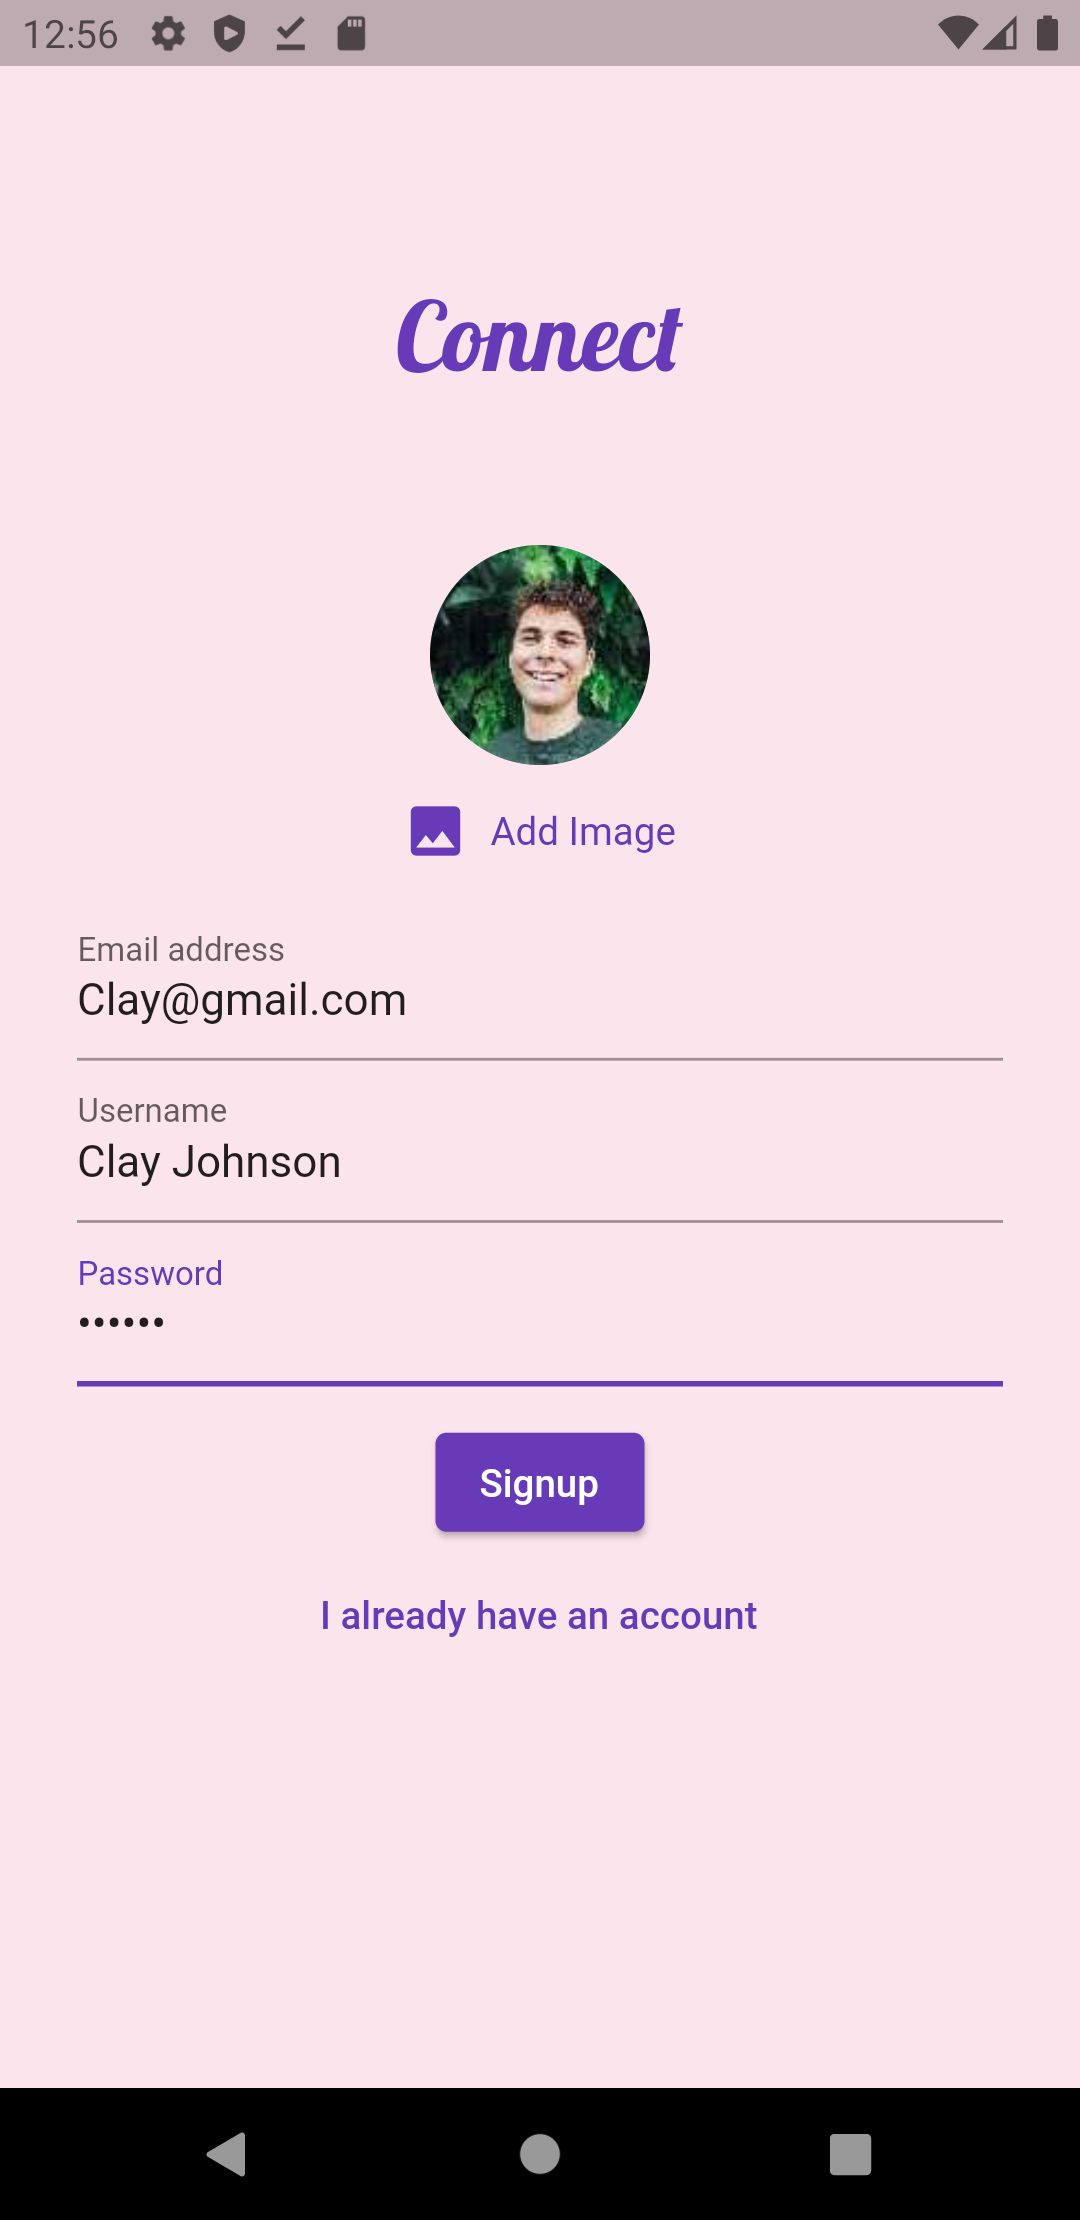 12:56
Connect
Add Image
Email address
Clay@gmail.com
Username
Clay Johnson
Password
••••••
Signup
I already have an account